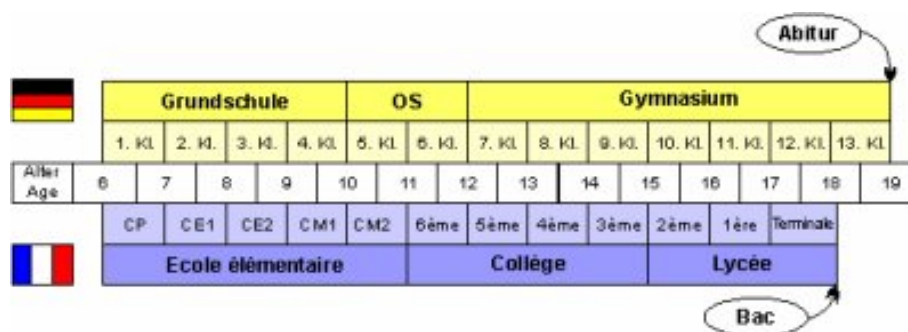 Abitur
Grundschule OS Gymnasium
1. Kl. 2. Kl. 3. Kl. 4. Kl. 5. Kl. 6. Kl. 7. Kl. 8. Kl. 9. Kl. 10. Kl. 11. Kl. 12. Kl. 13. Kl.
Alter
Age
6 7 8 9 10 11 12 13 14 15 16 17 18 19
CP CE1 CE2 CM1 CM2 6ème 5ème 4ème 3ème 2ème 1ère Terminale
Ecole élémentaire Collège Lycée
Bac